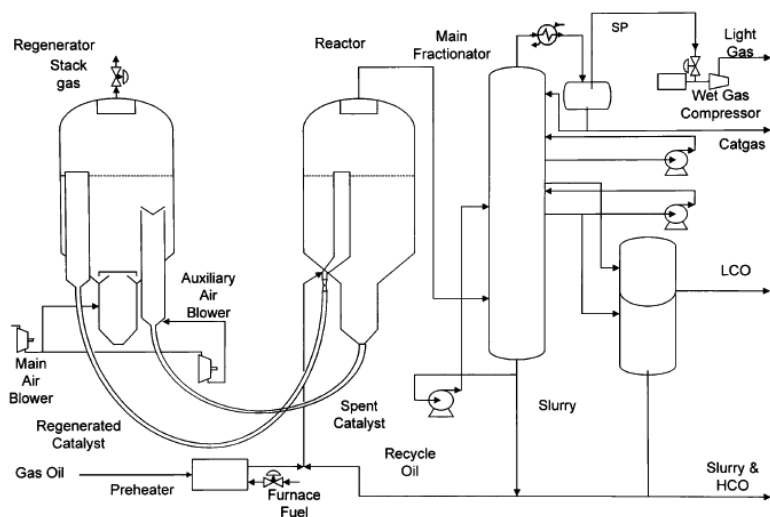 Regenerator
Stack
gas
Reactor
Main
Fractionator
SP
Light
Gas
Wet Gas
Compressor
Catgas
Auxiliary
Air
Blower
LCO
Main
Air
Blower
Regenerated
Catalyst
Spent
Catalyst
Slurry
Gas Oil
Preheater
Furnace
Fuel
Recycle
Oil
Slurry &
HCO